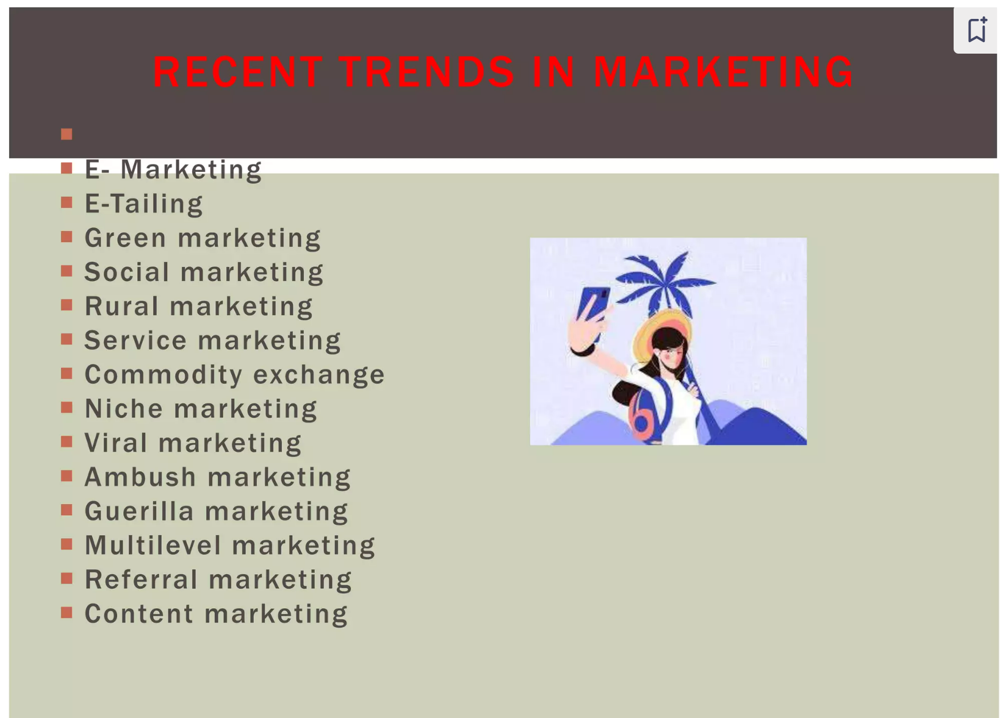 RECENT TRENDS IN MARKETING
E- Marketing
E-Tailing
Green marketing
Social marketing
Rural marketing
Service marketing
Commodity exchange
Niche marketing
Viral marketing
Ambush marketing
Guerilla marketing
Multilevel marketing
Referral marketing
Content marketing